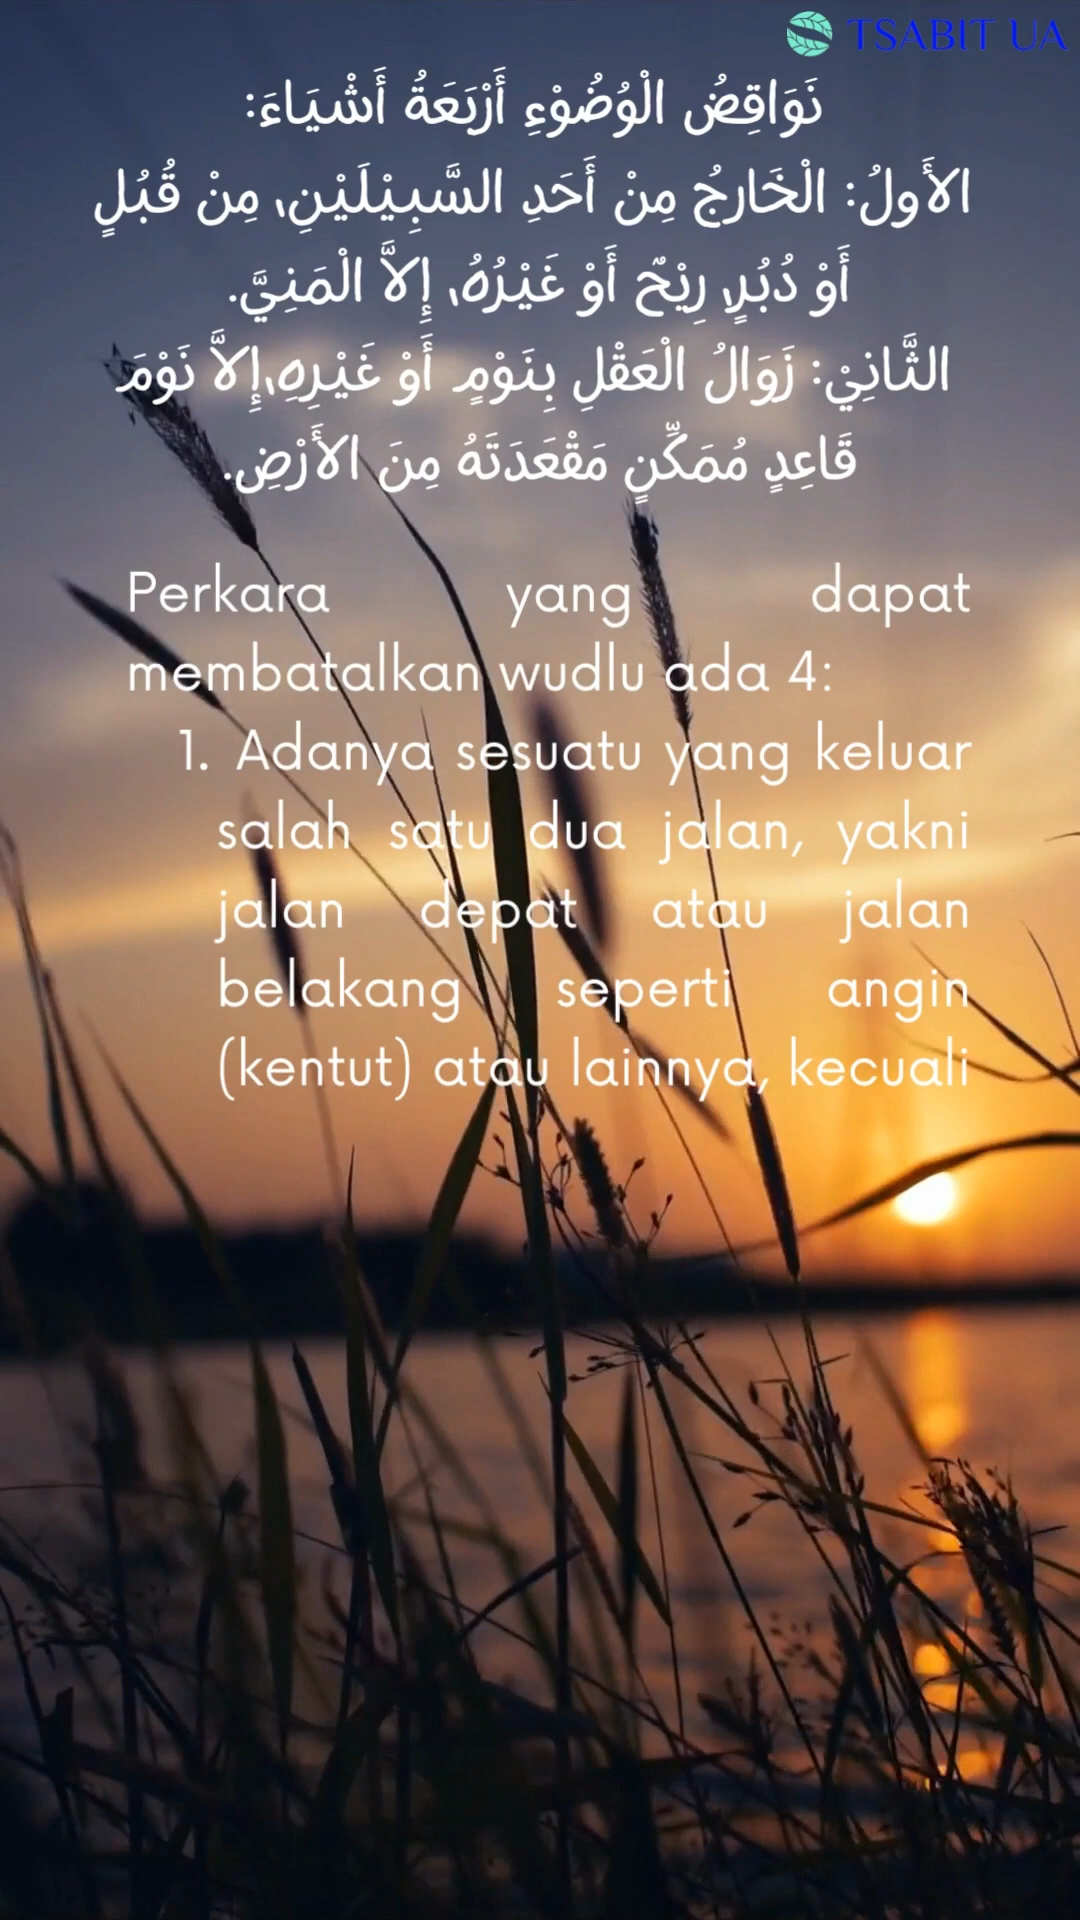 TSABIT UA
نَوَاقِضُ الْوُضُوْءِ أَرْبَعَةُ أَشْيَاءَ:
الأَولُ: الْخَارِجُ مِنْ أَحَدِ السَّبِيْلَيْنِ، مِنْ قُبُلٍ
أَوْ دُبُرٍ، رِيْحٌ أَوْ غَيْرُهُ، إِلاَّ الْمَنِيَّ.
الثَّانِيْ: زَوَالُ الْعَقْلِ بِنَوْمٍ أَوْ غَيْرِهِ،إِلاَّ نَوْمَ
قَاعِدٍ مُمَكِّنٍ مَقْعَدَتَهُ مِنَ الأَرْضِ.
Perkara yang dapat
membatalkan wudlu ada 4:
1. Adanya sesuatu yang keluar
salah satu dua jalan, yakni
jalan depat atau jalan
belakang seperti angin
(kentut) atau lainnya, kecuali